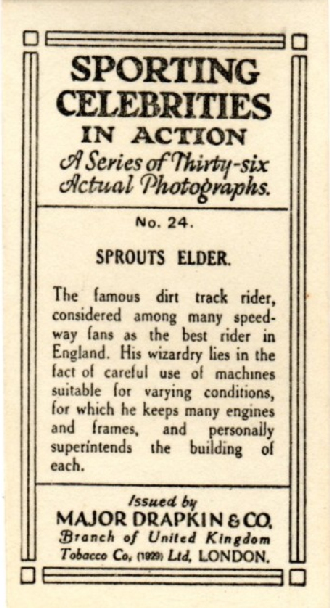 SPORTING
CELEBRITIES
IN ACTION
A Series of Thirty-six
Actual Photographs.
No. 24.
SPROUTS ELDER.
The famous dirt track rider,
considered among many speed-
way fans as the best rider in
England. His wizardry lies in the
fact of careful use of machines
suitable for varying conditions,
for which he keeps many engines
and frames, and personally
superintends the building of
each.
Issued by
MAJOR DRAPKIN & CO.
Branch of United Kingdom
Tobacco Co, (1929) Ltd, LONDON.